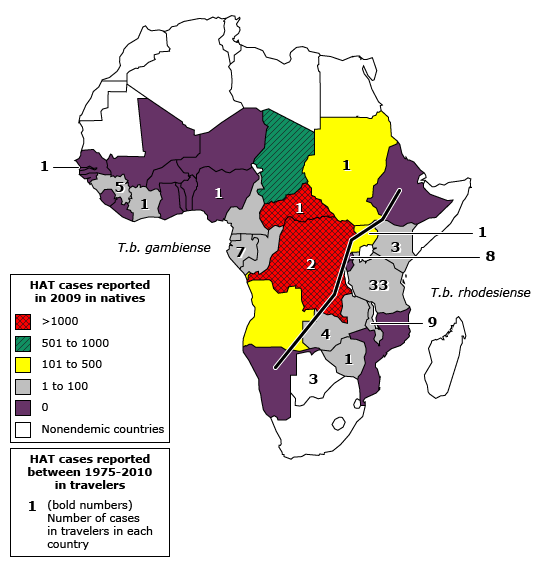 1
5
1
1
1
1
1
3
8
7
2
33
T.b. gambiense
T.b. rhodesiense
9
4
1
3
HAT cases reported
in 2009 in natives
>1000
501 to 1000
101 to 500
1 to 100
0
Nonendemic countries
HAT cases reported
between 1975-2010
in travelers
1 (bold numbers)
Number of cases
in travelers in each
country